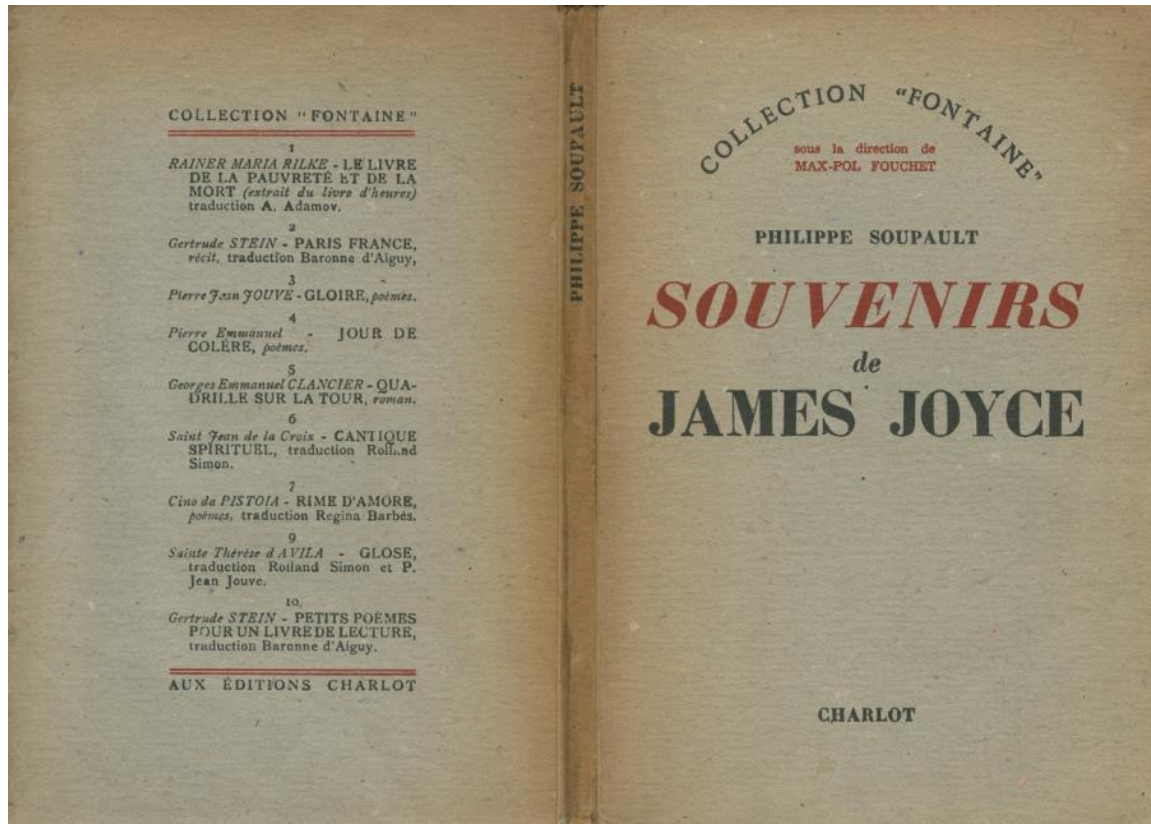 COLLECTION "FONTAINE"
1
RAINER MARIA RILKE - LE LIVRE
DE LA PAUVRETÉ ET DE LA
MORT (extrait du livre d'heures)
traduction A. Adamov.
2
Gertrude STEIN - PARIS FRANCE,
récit, traduction Baronne d'Aiguy,
3
Pierre Jean JOUVE - GLOIRE, poèmes.
4
Pierre Emmanuel - JOUR DE
COLÈRE, poèmes.
5
Georges Emmanuel CLANCIER - QUA-
DRILLE SUR LA TOUR, roman.
6
Saint Jean de la Croix - CANTIQUE
SPIRITUEL, traduction Rolland
Simon.
7
Cino da PISTOIA - RIME D'AMORE,
poèmes, traduction Regina Barbés.
9
Sainte Thérèse d'AVILA - GLOSE,
traduction Rolland Simon et P.
Jean Jouve.
10.
Gertrude STEIN - PETITS POÈMES
POUR UN LIVRE DE LECTURE,
traduction Baronne d'Aiguy.
AUX ÉDITIONS CHARLOT
PHILIPPE SOUPAULT
COLLECTION "FONTAINE"
sous la direction de
MAX-POL FOUCHET
PHILIPPE SOUPAULT
SOUVENIRS
de
JAMES JOYCE
CHARLOT